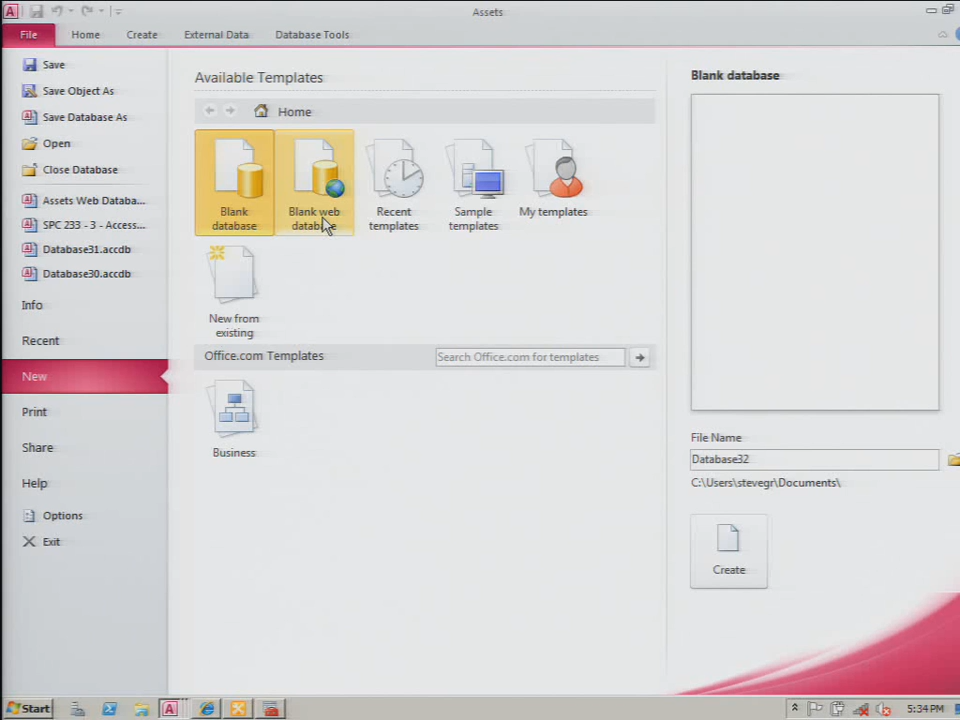 Assets
File Home Create External Data Database Tools
Save
Save Object As
Save Database As
Open
Close Database
Assets Web Databa...
SPC 233 - 3 - Access...
Database31.accdb
Database30.accdb
Info
Recent
New
Print
Share
Help
Options
Exit
Available Templates
Home
Blank
database
Blank web
database
Recent
templates
Sample
templates
My templates
New from
existing
Office.com Templates
Search Office.com for templates
Business
Blank database
File Name
Database32
C:\Users\stevegr\Documents\
Create
Start
5:34 PM